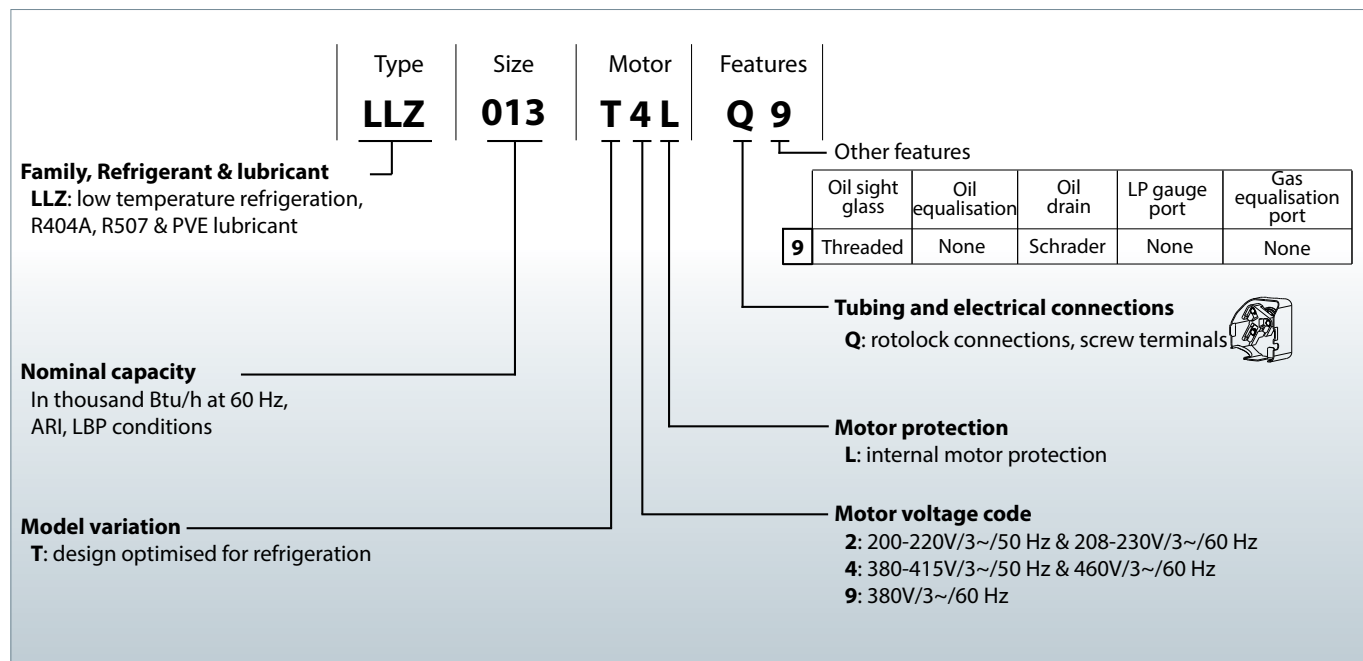 Type Size Motor Features
LLZ 013 T 4 L Q 9
Family, Refrigerant & lubricant
LLZ: low temperature refrigeration,
R404A, R507 & PVE lubricant
Other features
Oil sight glass Oil equalisation Oil drain LP gauge port Gas equalisation port
9 Threaded None Schrader None None
Tubing and electrical connections
Q: rotolock connections, screw terminals
Nominal capacity
In thousand Btu/h at 60 Hz,
ARI, LBP conditions
Motor protection
L: internal motor protection
Model variation
T: design optimised for refrigeration
Motor voltage code
2: 200-220V/3~/50 Hz & 208-230V/3~/60 Hz
4: 380-415V/3~/50 Hz & 460V/3~/60 Hz
9: 380V/3~/60 Hz